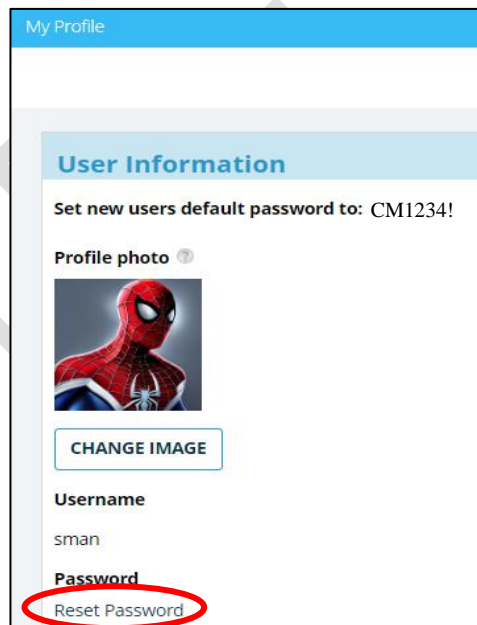 My Profile
User Information
Set new users default password to: CM1234!
Profile photo
CHANGE IMAGE
Username
sman
Password
Reset Password